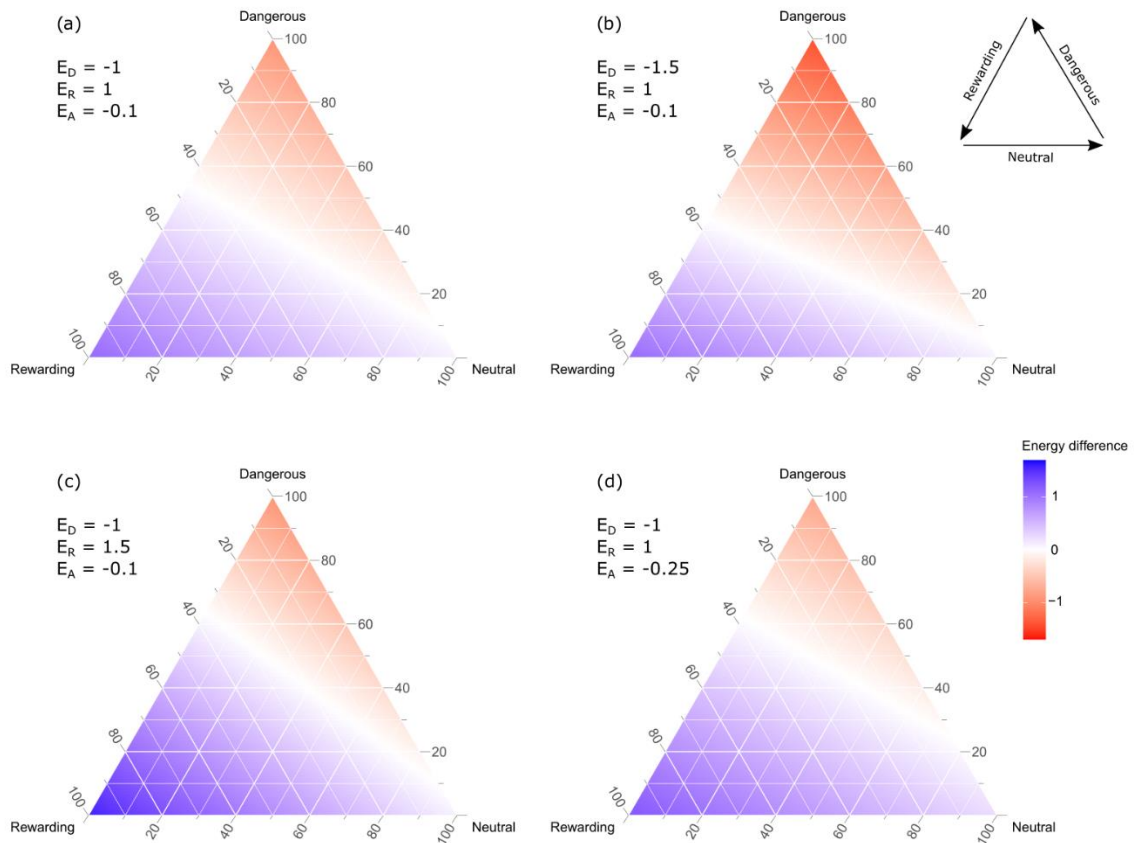 (a)
Dangerous
E_D = -1
E_R = 1
E_A = -0.1
100
80
60
40
20
20
40
60
80
100
Rewarding
20
40
60
80
100
Neutral
(b)
Dangerous
E_D = -1.5
E_R = 1
E_A = -0.1
100
80
60
40
20
20
40
60
80
100
Rewarding
20
40
60
80
100
Neutral
Rewarding
Dangerous
Neutral
(c)
Dangerous
E_D = -1
E_R = 1.5
E_A = -0.1
100
80
60
40
20
20
40
60
80
100
Rewarding
20
40
60
80
100
Neutral
(d)
Dangerous
E_D = -1
E_R = 1
E_A = -0.25
100
80
60
40
20
20
40
60
80
100
Rewarding
20
40
60
80
100
Neutral
Energy difference
1
0
−1